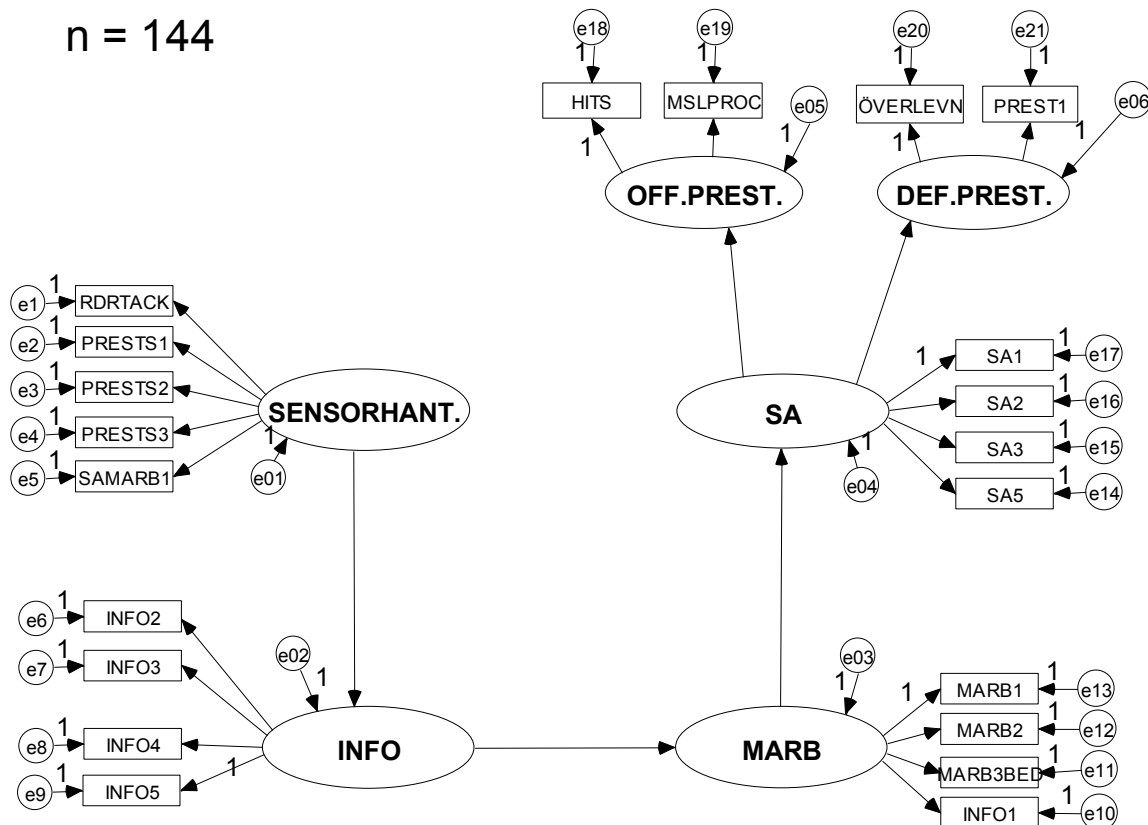 n = 144
e18
e19
e20
e21
1
1
1
1
HITS
MSLPROC
e05
ÖVERLEVN
PREST1
e06
1
1
1
1
OFF.PREST.
DEF.PREST.
e1
1
RDRTACK
e2
1
PRESTS1
e3
1
PRESTS2
e4
1
PRESTS3
e5
1
SAMARB1
SENSORHANT.
1
e01
SA
1
e04
1
SA1
1
e17
SA2
1
e16
SA3
1
e15
SA5
1
e14
e6
1
INFO2
e7
1
INFO3
e8
1
INFO4
e9
1
INFO5
1
e02
1
INFO
e03
1
MARB
1
MARB1
1
e13
MARB2
1
e12
MARB3BED
1
e11
INFO1
1
e10